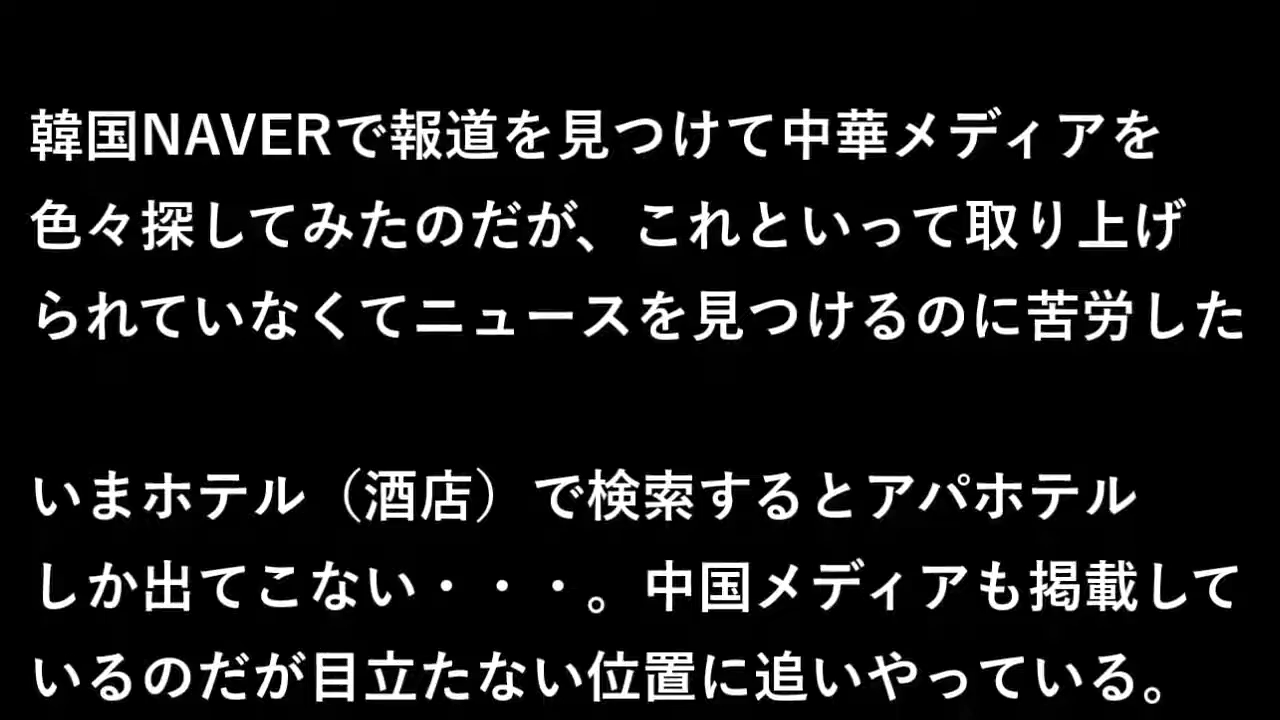 韓国NAVERで報道を見つけて中華メディアを
色々探してみたのだが、これといって取り上げ
られていなくてニュースを見つけるのに苦労した
いまホテル（酒店）で検索するとアパホテル
しか出てこない・・・。中国メディアも掲載して
いるのだが目立たない位置に追いやっている。